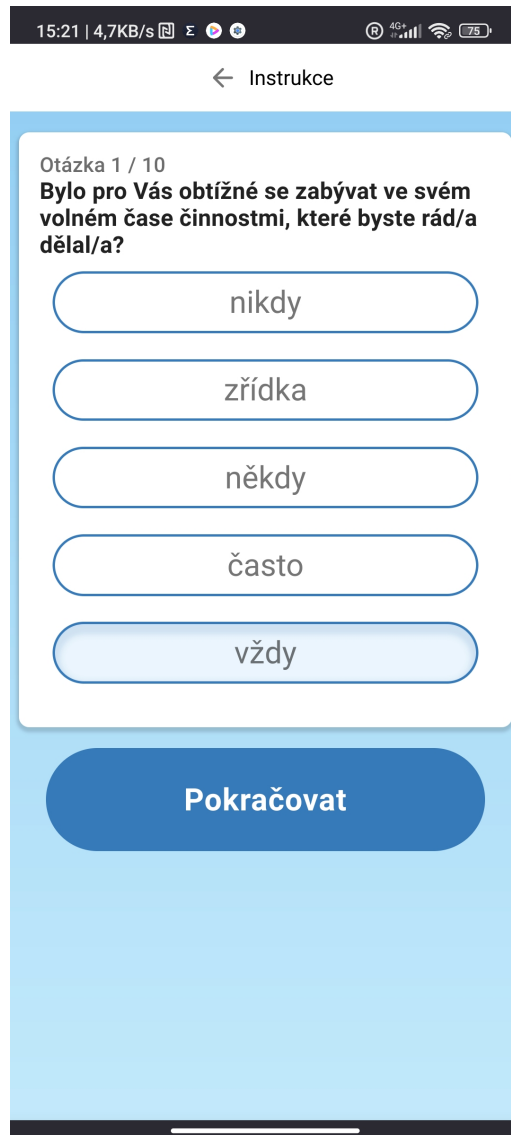 15:21 | 4,7KB/s Σ R 4G+ 75
Instrukce
Otázka 1 / 10
Bylo pro Vás obtížné se zabývat ve svém
volném čase činnostmi, které byste rád/a
dělal/a?
nikdy
zřídka
někdy
často
vždy
Pokračovat